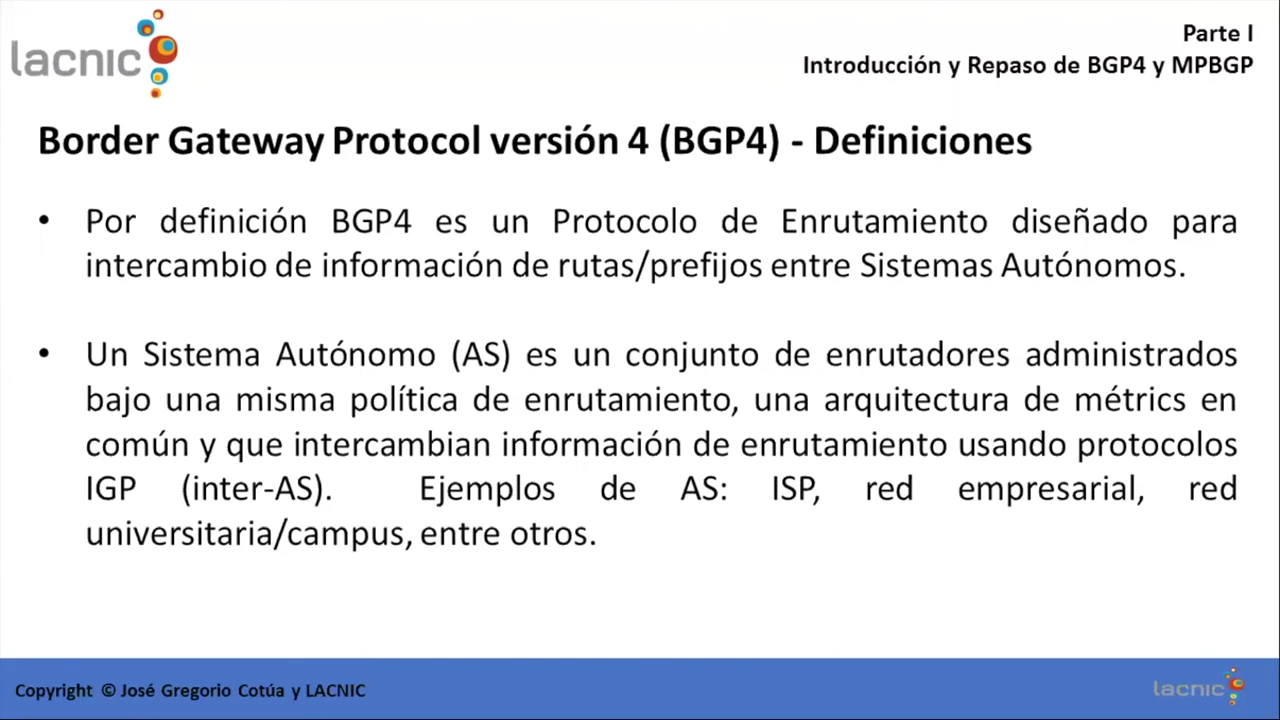 lacnic
Parte I
Introducción y Repaso de BGP4 y MPBGP
Border Gateway Protocol versión 4 (BGP4) - Definiciones
• Por definición BGP4 es un Protocolo de Enrutamiento diseñado para
intercambio de información de rutas/prefijos entre Sistemas Autónomos.
• Un Sistema Autónomo (AS) es un conjunto de enrutadores administrados
bajo una misma política de enrutamiento, una arquitectura de métrics en
común y que intercambian información de enrutamiento usando protocolos
IGP (inter-AS). Ejemplos de AS: ISP, red empresarial, red
universitaria/campus, entre otros.
Copyright © José Gregorio Cotúa y LACNIC
lacnic